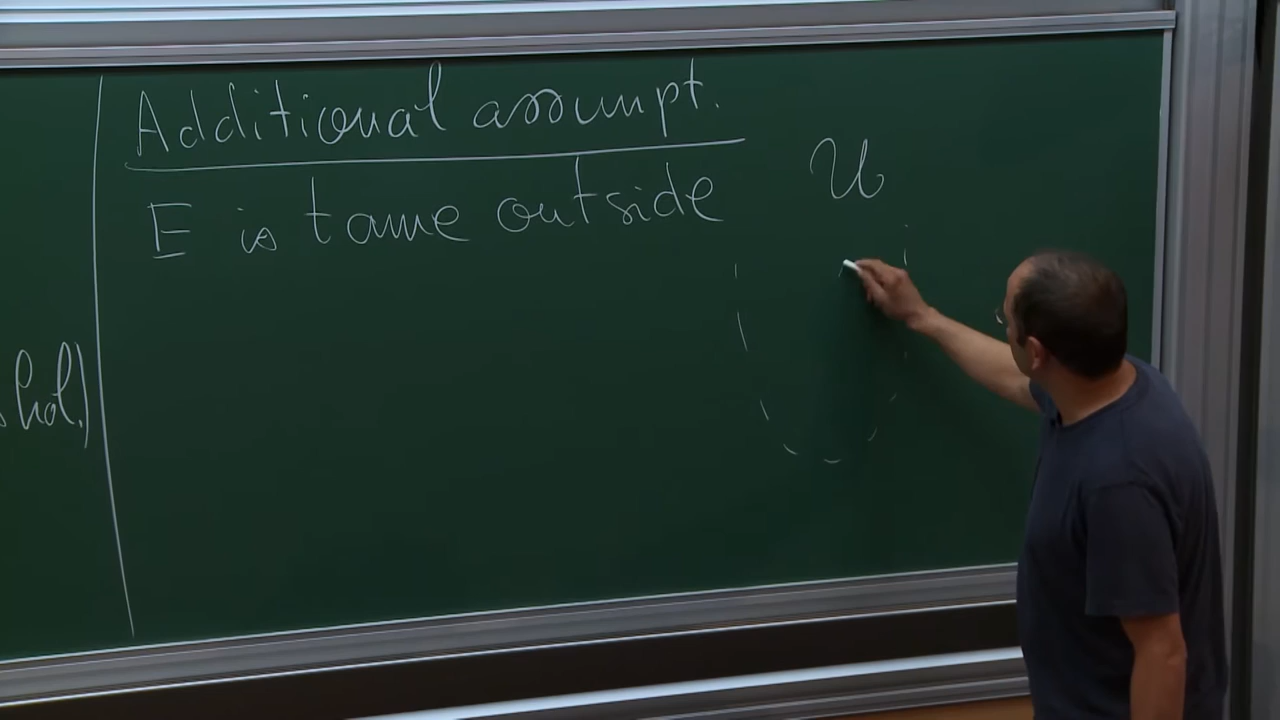 Additional assumpt.
E is tame outside U
hol.)